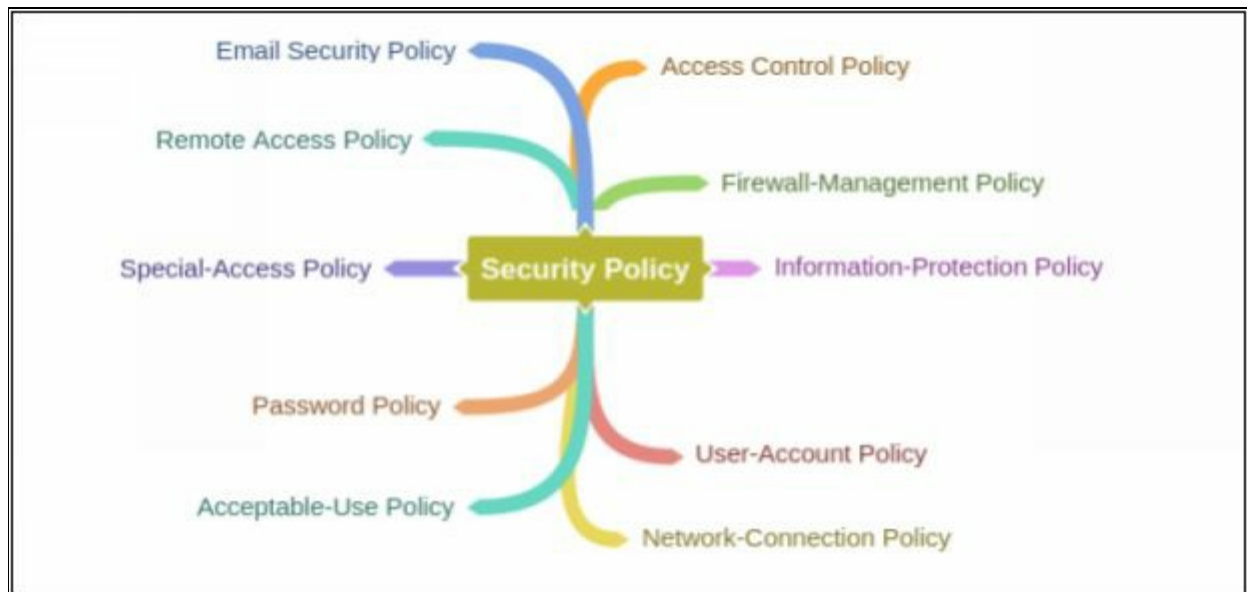 Email Security Policy
Access Control Policy
Remote Access Policy
Firewall-Management Policy
Special-Access Policy
Security Policy
Information-Protection Policy
Password Policy
User-Account Policy
Acceptable-Use Policy
Network-Connection Policy